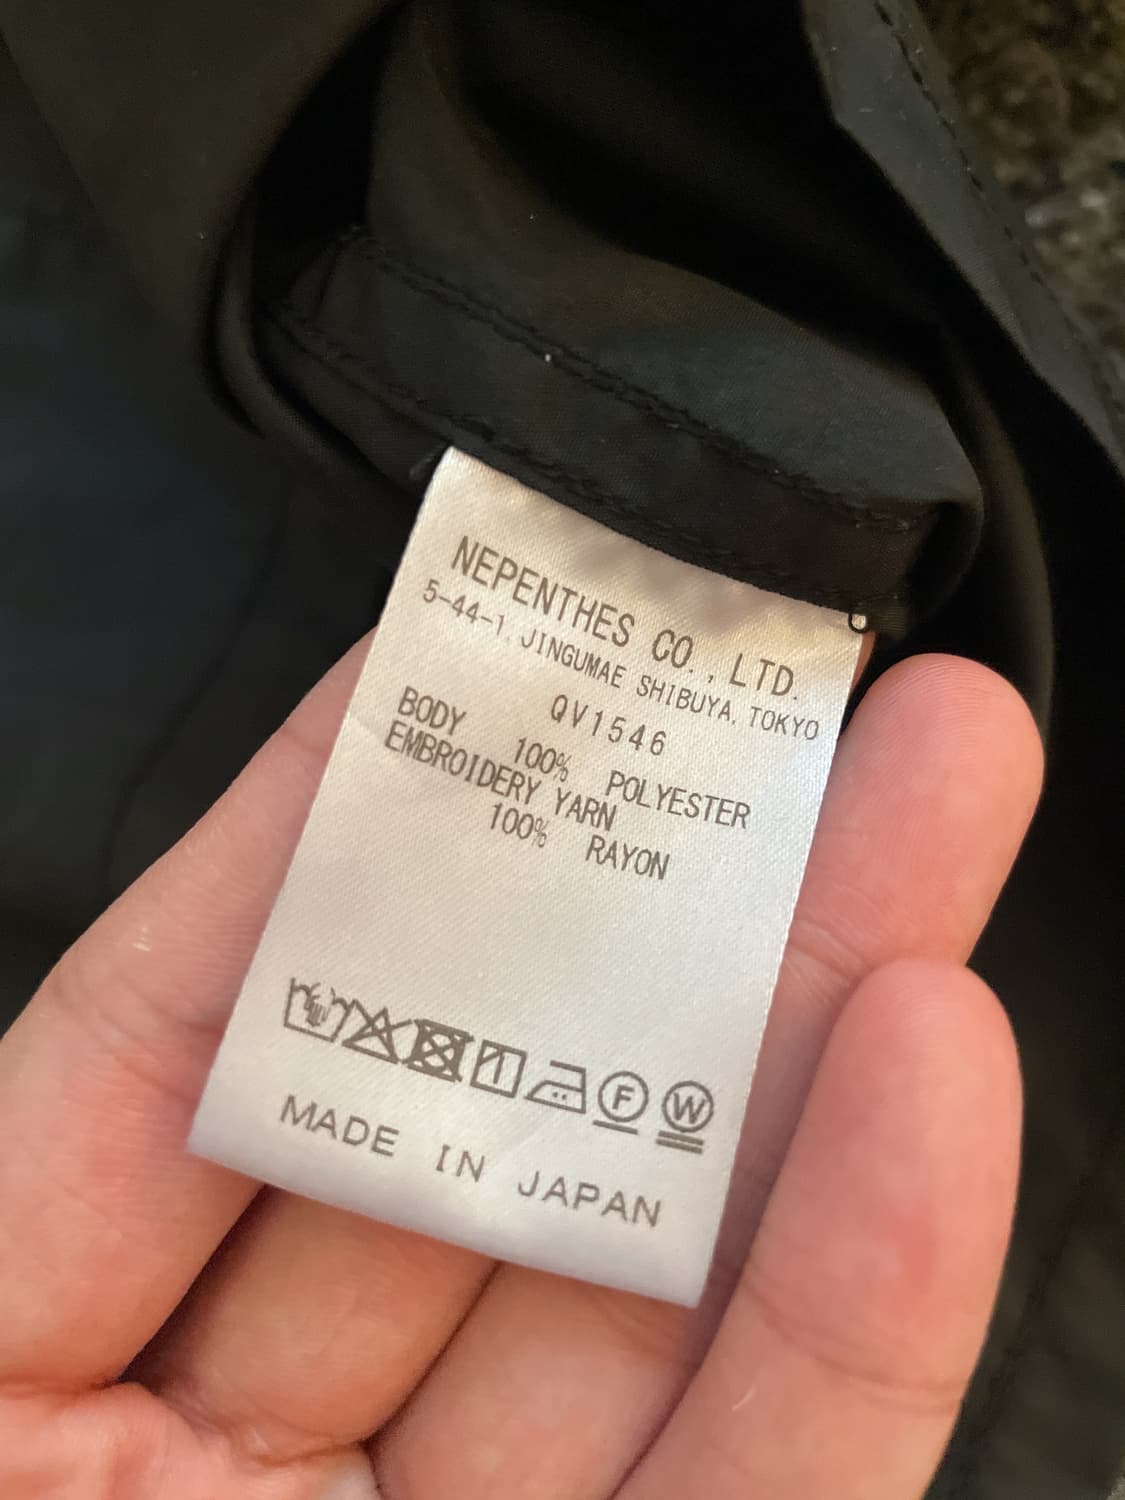 NEPENTHES CO., LTD.
5-44-1. JINGUMAE SHIBUYA, TOKYO
QV1546
BODY
100% POLYESTER
EMBROIDERY YARN
100% RAYON
F W
MADE IN JAPAN